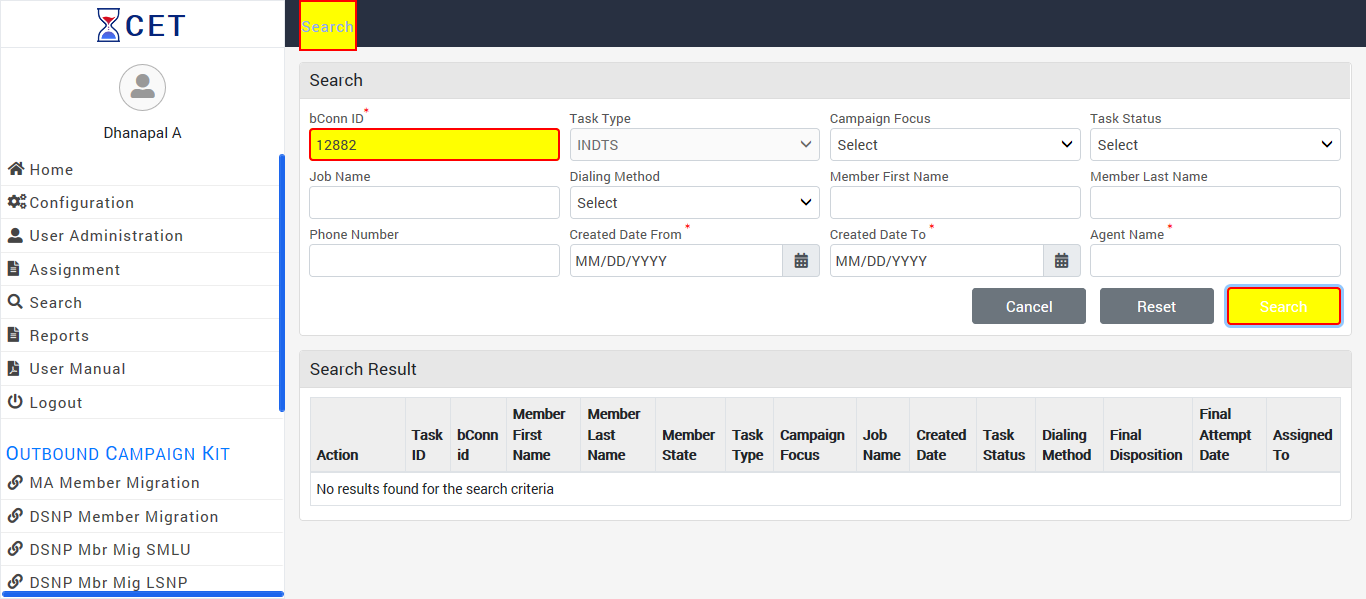 CET
Dhanapal A
Home
Configuration
User Administration
Assignment
Search
Reports
User Manual
Logout
OUTBOUND CAMPAIGN KIT
MA Member Migration
DSNP Member Migration
DSNP Mbr Mig SMLU
DSNP Mbr Mig LSNP
Search
Search
bConn ID* Task Type Campaign Focus Task Status
12882 INDTS Select Select
Job Name Dialing Method Member First Name Member Last Name
Select
Phone Number Created Date From * Created Date To * Agent Name *
MM/DD/YYYY MM/DD/YYYY
Cancel Reset Search
Search Result
Action Task ID bConn id Member First Name Member Last Name Member State Task Type Campaign Focus Job Name Created Date Task Status Dialing Method Final Disposition Final Attempt Date Assigned To
No results found for the search criteria